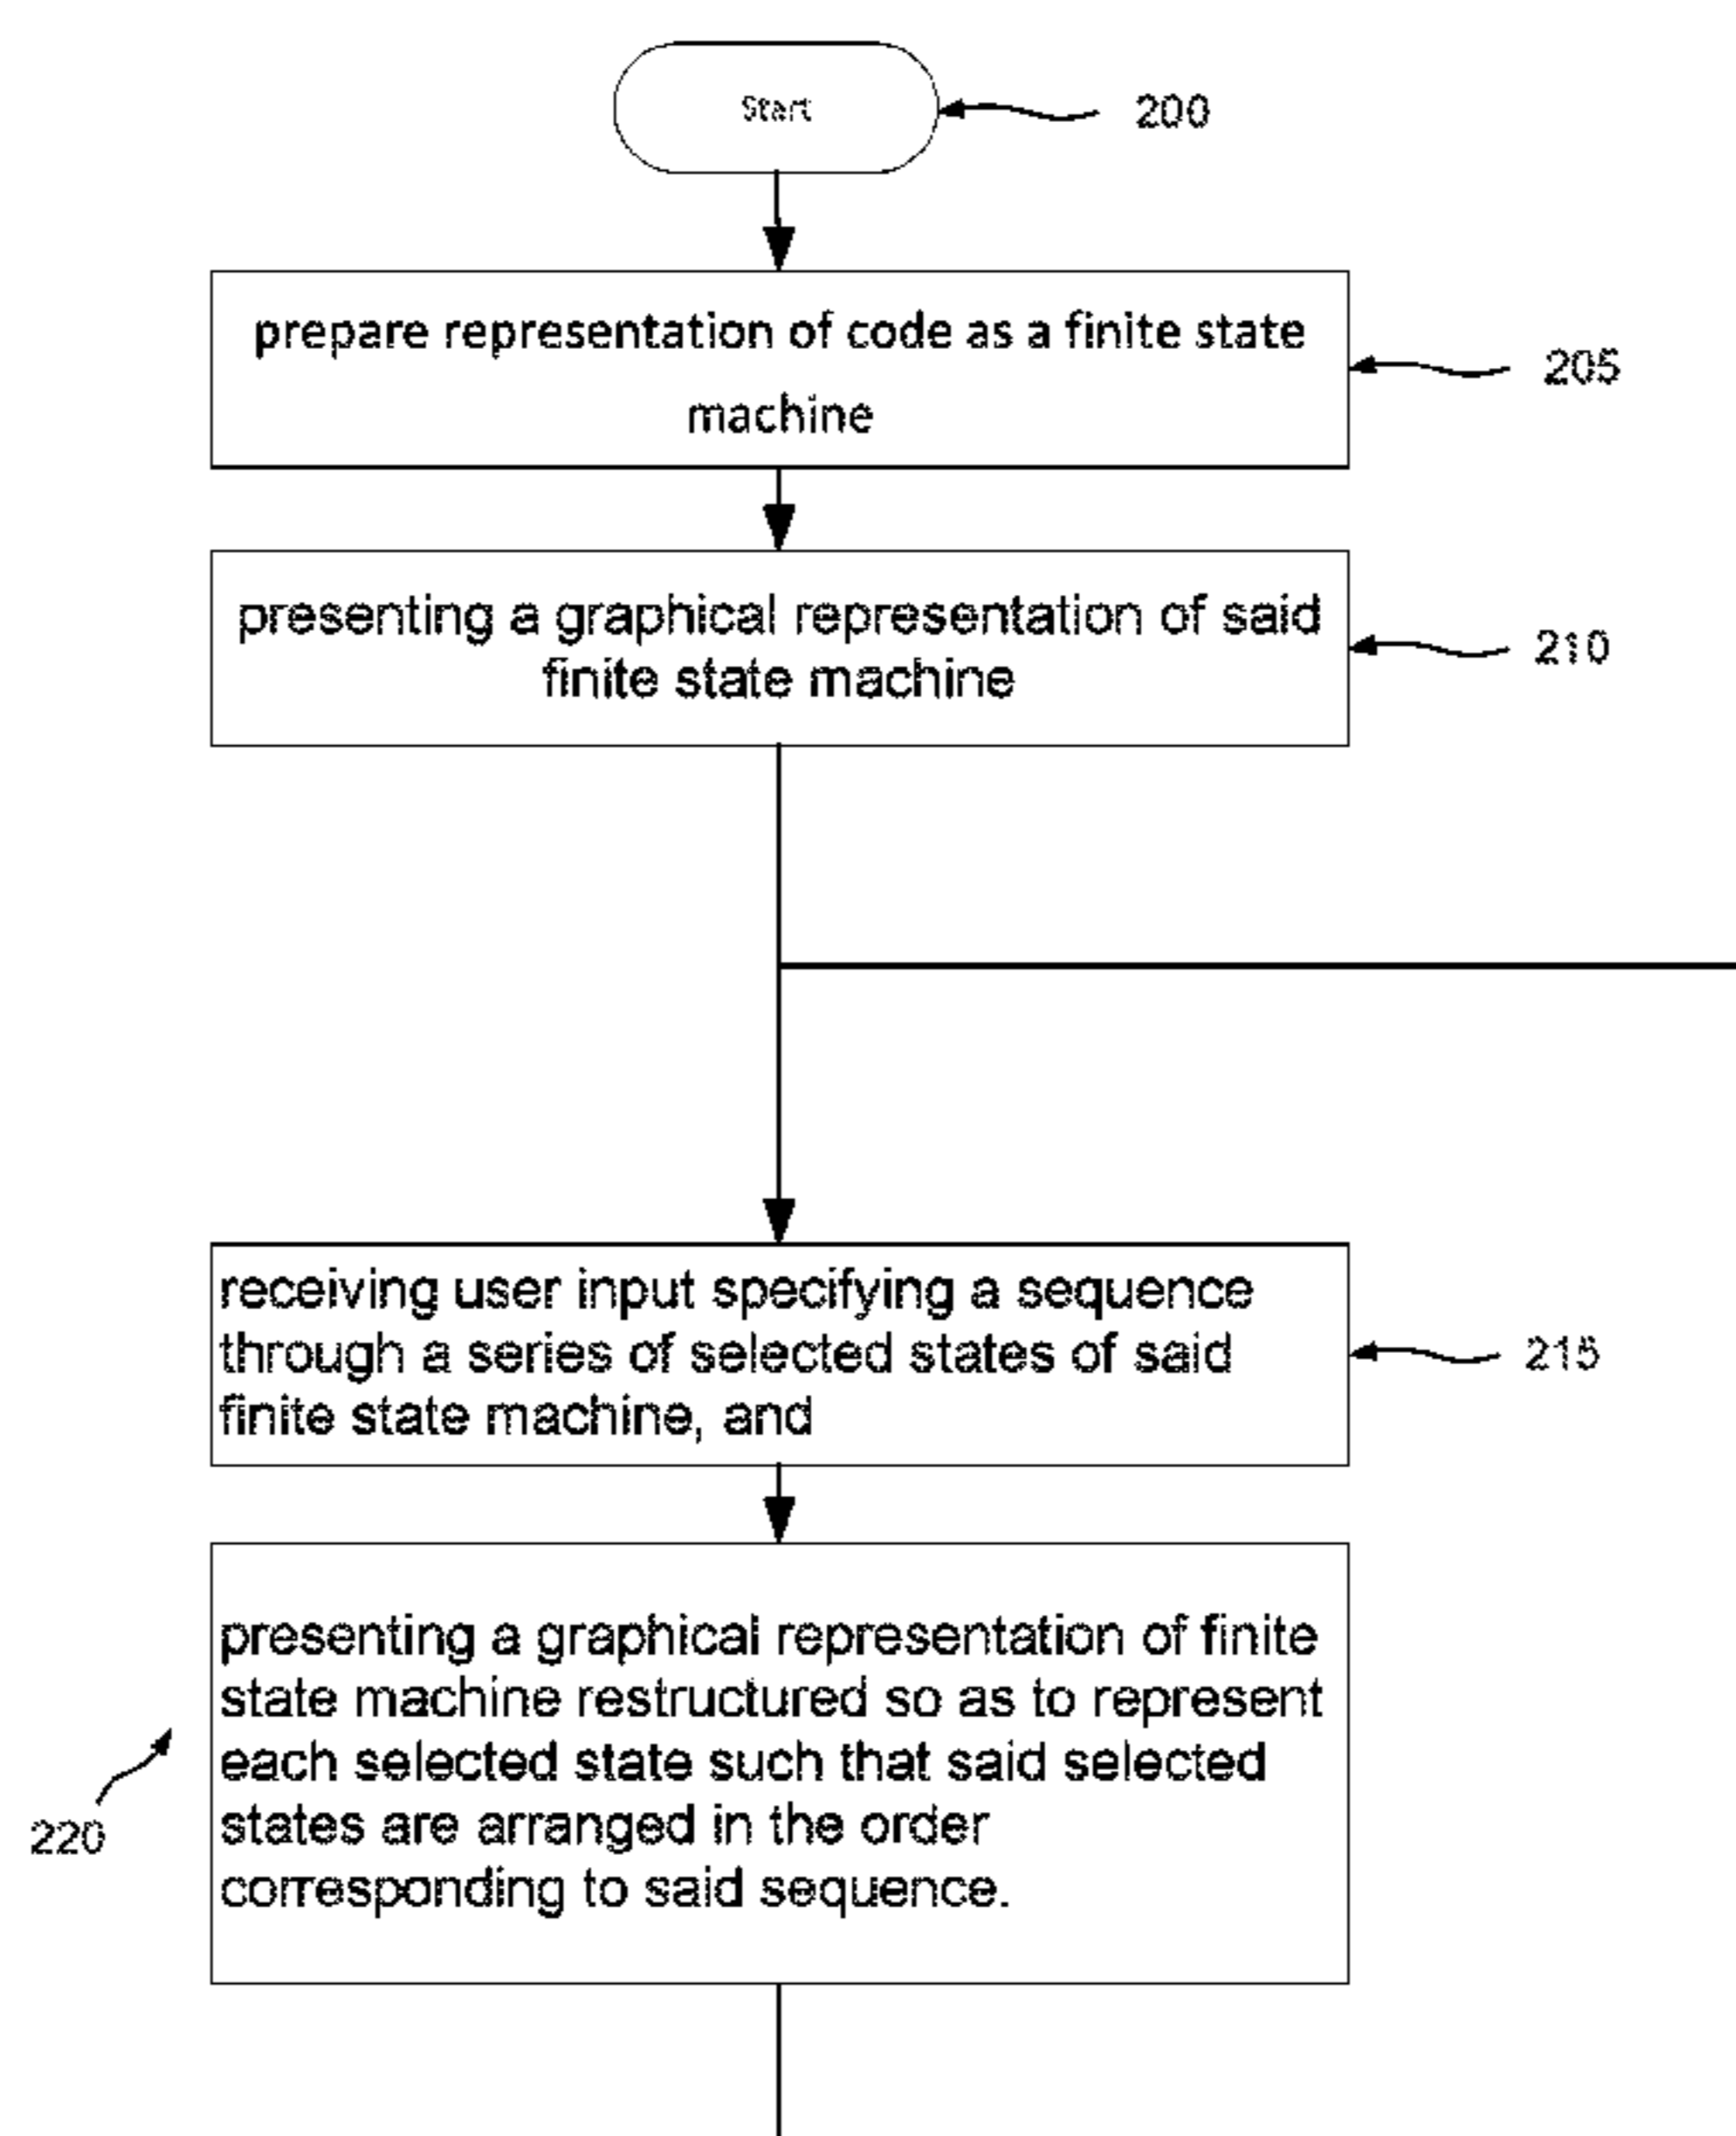 Start
200
prepare representation of code as a finite state
machine
205
presenting a graphical representation of said
finite state machine
210
receiving user input specifying a sequence
through a series of selected states of said
finite state machine, and
215
presenting a graphical representation of finite
state machine restructured so as to represent
each selected state such that said selected
states are arranged in the order
corresponding to said sequence.
220